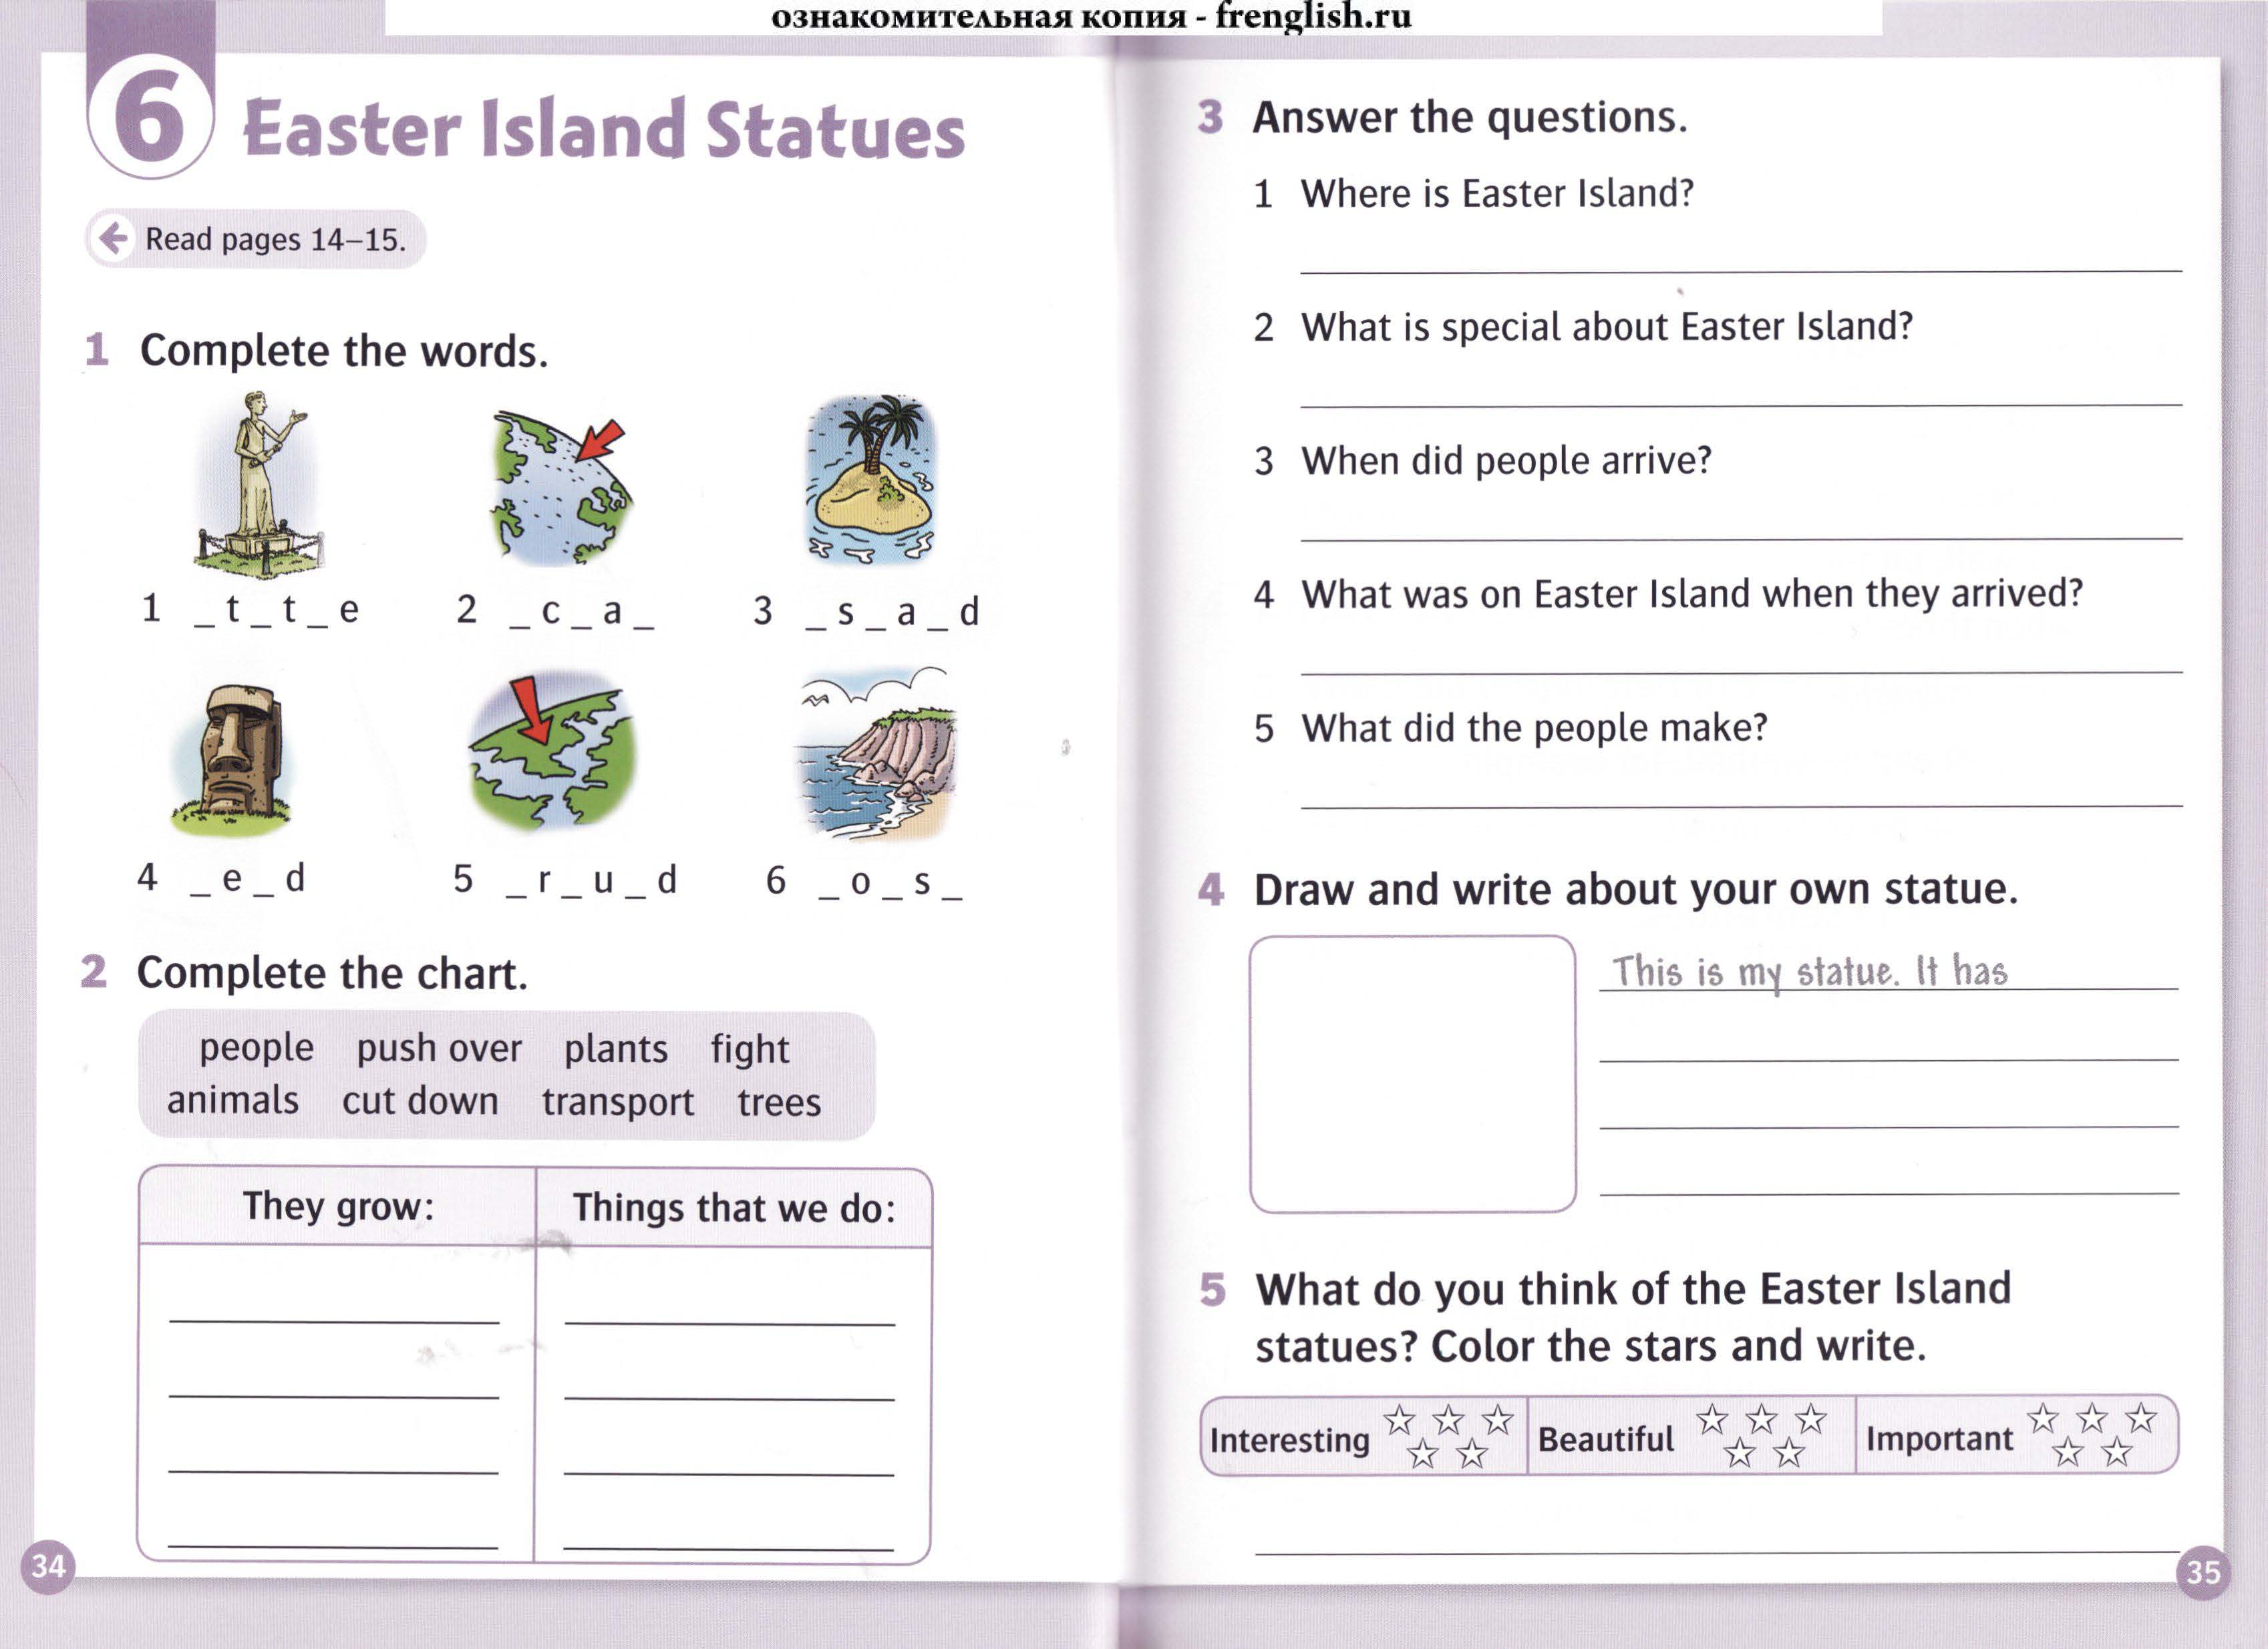 ознакомительная копия - frenglish.ru
6 Easter Island Statues
Read pages 14–15.
1 Complete the words.
1 _ t _ t _ e 2 _ c _ a _ 3 _ s _ a _ d
4 _ e _ d 5 _ r _ u _ d 6 _ o _ s _
2 Complete the chart.
people push over plants fight
animals cut down transport trees
They grow: Things that we do:
34
3 Answer the questions.
1 Where is Easter Island?
2 What is special about Easter Island?
3 When did people arrive?
4 What was on Easter Island when they arrived?
5 What did the people make?
4 Draw and write about your own statue.
This is my statue. It has
5 What do you think of the Easter Island
statues? Color the stars and write.
Interesting Beautiful Important
35